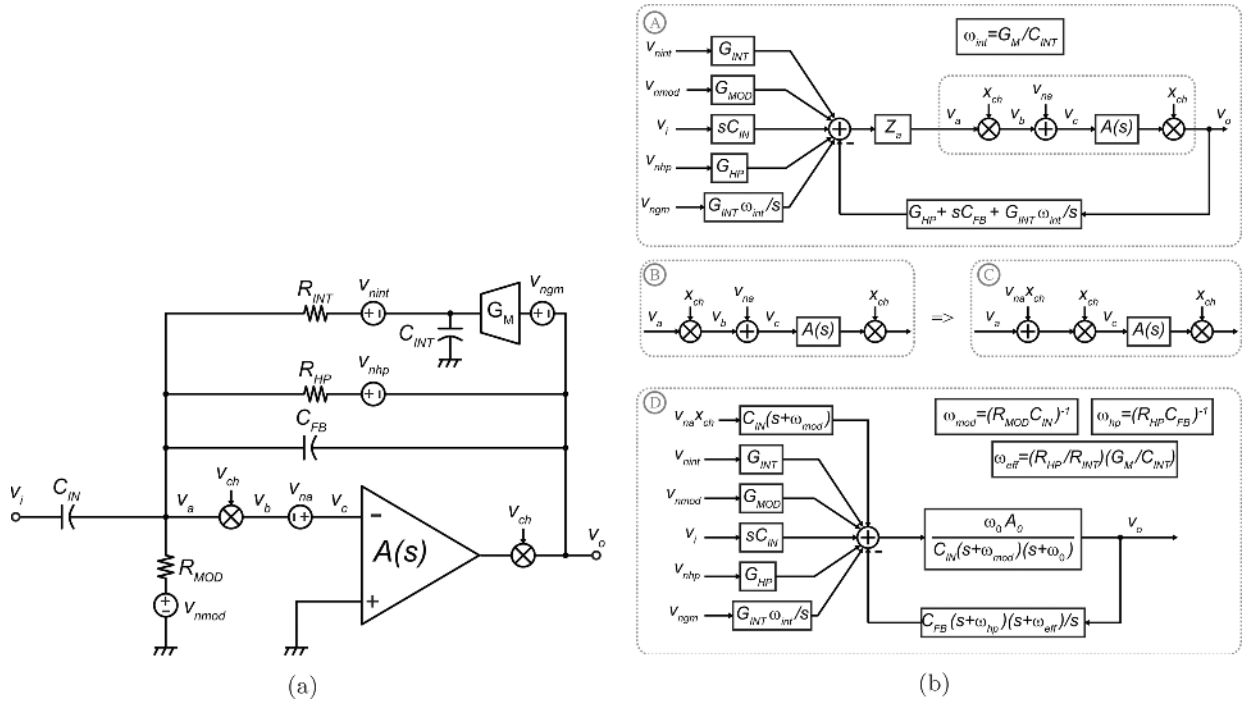 R_INT
v_nint
G_M
v_ngm
C_INT
R_HP
v_nhp
C_FB
v_i
C_IN
v_a
v_ch
v_b
v_na
v_c
−
A(s)
+
v_ch
v_o
R_MOD
v_nmod
+
−
(a)
A
ω_int=G_M/C_INT
v_nint
G_INT
v_nmod
G_MOD
v_i
sC_IN
v_nhp
G_HP
v_ngm
G_INT ω_int/s
+
-
Z_a
v_a
x_ch
v_b
v_na
v_c
A(s)
x_ch
v_o
G_HP + sC_FB + G_INT ω_int/s
B
v_a
x_ch
v_b
v_na
v_c
A(s)
x_ch
=>
C
v_na x_ch
v_a
x_ch
v_c
A(s)
x_ch
D
v_na x_ch
C_IN(s+ω_mod)
ω_mod=(R_MOD C_IN)^-1
ω_hp=(R_HP C_FB)^-1
ω_eff=(R_HP/R_INT)(G_M/C_INT)
v_nint
G_INT
v_nmod
G_MOD
v_i
sC_IN
v_nhp
G_HP
v_ngm
G_INT ω_int/s
+
-
ω_0 A_0
C_IN(s+ω_mod)(s+ω_0)
v_o
C_FB(s+ω_hp)(s+ω_eff)/s
(b)